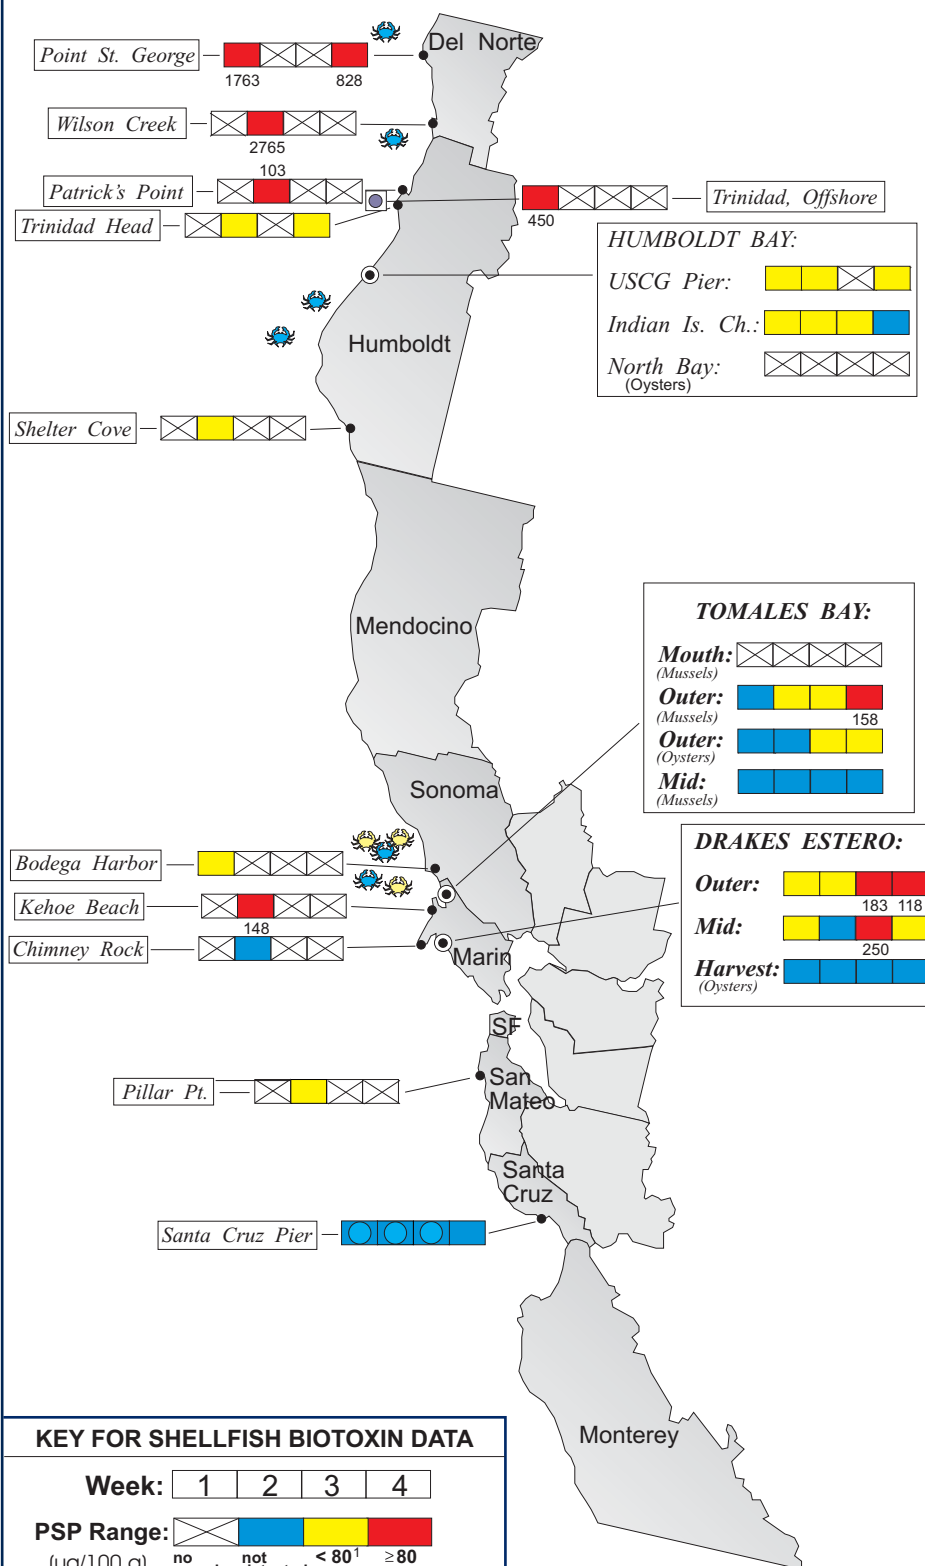 Del Norte
Point St. George
1763 828
Wilson Creek
2765
103
Patrick's Point
Trinidad, Offshore
450
Trinidad Head
HUMBOLDT BAY:
USCG Pier:
Indian Is. Ch.:
North Bay:
(Oysters)
Humboldt
Shelter Cove
Mendocino
TOMALES BAY:
Mouth:
(Mussels)
Outer:
(Mussels)
158
Outer:
(Oysters)
Mid:
(Mussels)
Sonoma
DRAKES ESTERO:
Outer:
183 118
Mid:
250
Harvest:
(Oysters)
Bodega Harbor
Kehoe Beach
148
Chimney Rock
Marin
SF
San
Mateo
Pillar Pt.
Santa
Cruz
Santa Cruz Pier
Monterey
KEY FOR SHELLFISH BIOTOXIN DATA
Week: 1 2 3 4
PSP Range:
(ug/100 g) no not < 80¹ ≥80